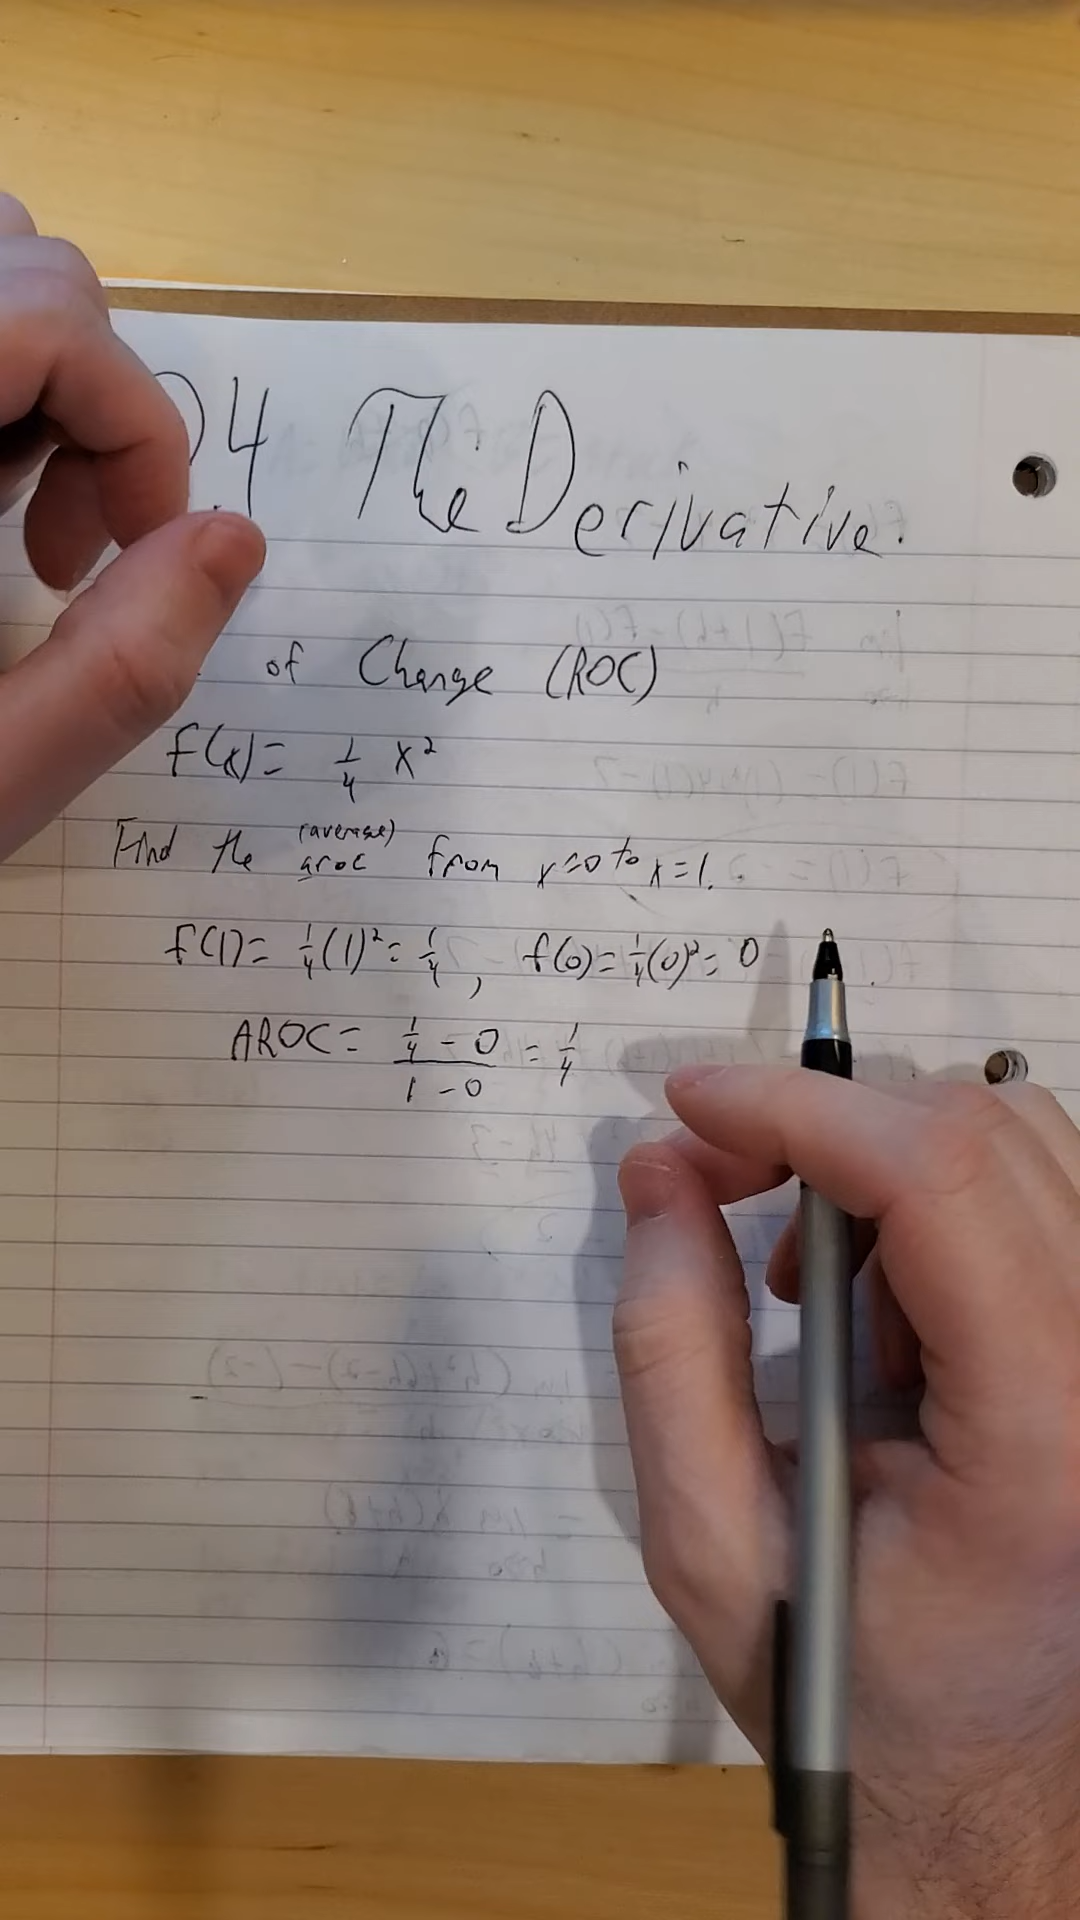 .4 The Derivative.
of Change (ROC)
f(x) = 1/4 x²
Find the (average) aroc from x=0 to x=1.
f(1) = 1/4(1)² = 1/4, f(0) = 1/4(0)² = 0
AROC = (1/4 - 0)/(1 - 0) = 1/4